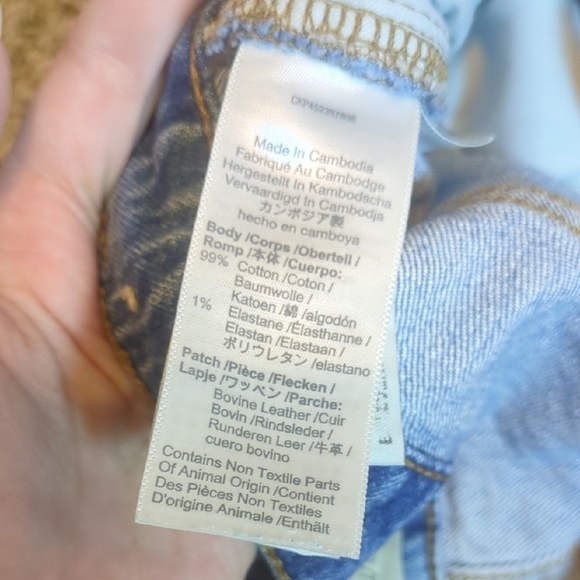 Made In Cambodia
Fabriqué Au Cambodge
Hergestellt In Kambodscha
Vervaardigd In Cambodja
カンボジア製
hecho en camboya
Body /Corps /Oberteil /
Romp /本体 /Cuerpo:
99% Cotton /Coton /
Baumwolle /
Katoen /綿 /algodón
1% Elastane /Élasthanne /
Elastan /Elastaan /
ポリウレタン /elastano
Patch /Pièce /Flecken /
Lapje /ワッペン /Parche:
Bovine Leather /Cuir
Bovin /Rindsleder /
Runderen Leer /牛革 /
cuero bovino
Contains Non Textile Parts
Of Animal Origin /Contient
Des Pièces Non Textiles
D'origine Animale /Enthält